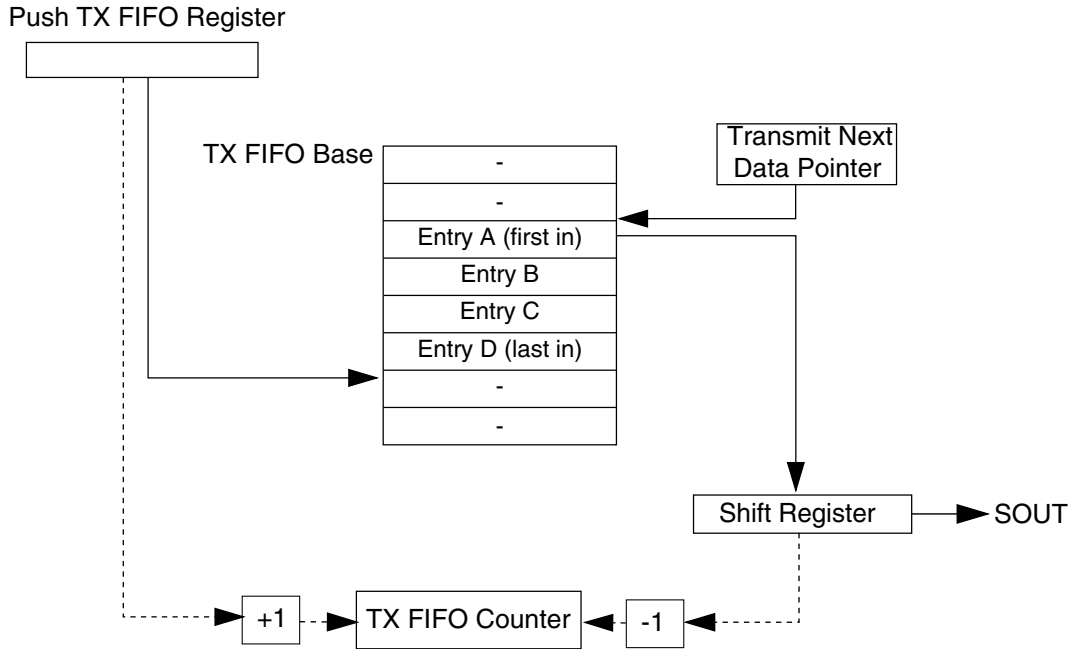 Push TX FIFO Register
TX FIFO Base
Transmit Next
Data Pointer
-
-
Entry A (first in)
Entry B
Entry C
Entry D (last in)
-
-
Shift Register
SOUT
+1
TX FIFO Counter
-1